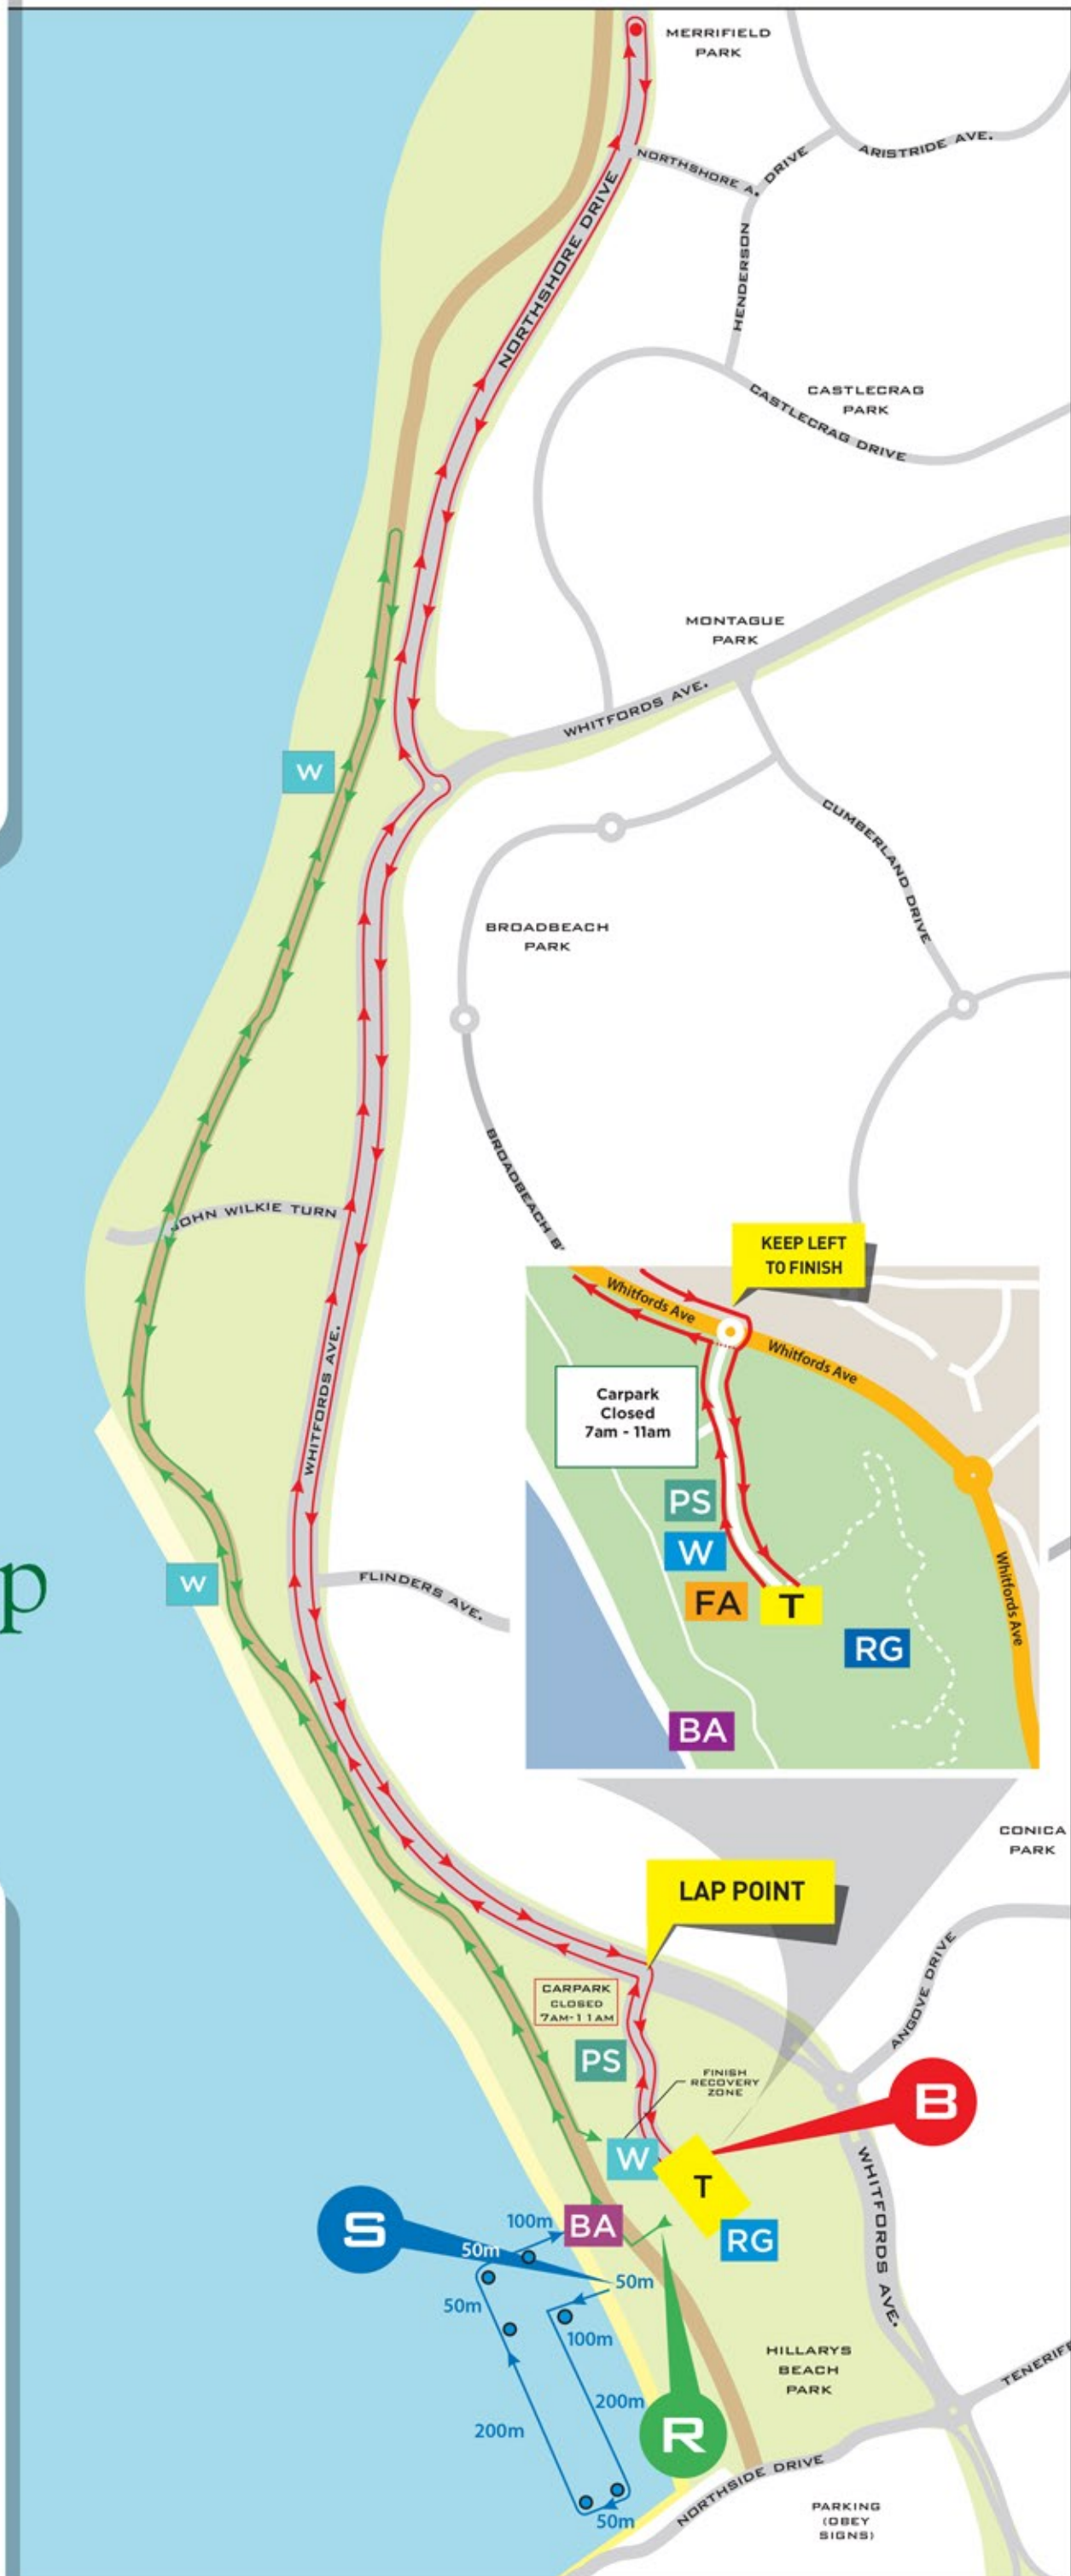 MERRIFIELD
PARK
NORTHSHORE A.
DRIVE
ARISTRIDE AVE.
NORTHSHORE DRIVE
HENDERSON
CASTLECRAG
PARK
CASTLECRAG DRIVE
MONTAGUE
PARK
WHITFORDS AVE.
W
CUMBERLAND DRIVE
BROADBEACH
PARK
BROADBEACH B
JOHN WILKIE TURN
KEEP LEFT
TO FINISH
Whitfords Ave
Whitfords Ave
Carpark
Closed
7am - 11am
WHITFORDS AVE.
PS
W
FA
T
Whitfords Ave
RG
BA
p
W
FLINDERS AVE.
CONICA
PARK
LAP POINT
ANGOVE DRIVE
CARPARK
CLOSED
7AM-11AM
PS
FINISH
RECOVERY
ZONE
B
W
T
WHITFORDS AVE.
S
100m
BA
RG
50m
50m
50m
100m
HILLARYS
BEACH
PARK
TENERIFE
200m
200m
R
NORTHSIDE DRIVE
50m
PARKING
(OBEY
SIGNS)